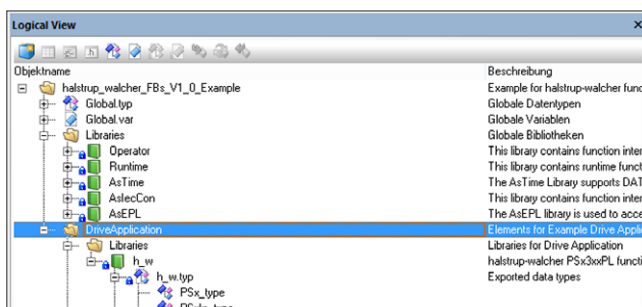 Logical View
Objektname Beschreibung
halstrup_walcher_FBs_V1_0_Example Example for halstrup-walcher func
Global.typ Globale Datentypen
Global.var Globale Variablen
Libraries Globale Bibliotheken
Operator This library contains function inter
Runtime This library contains runtime funct
AsTime The AsTime Library supports DAT
AsIecCon This library contains function inter
AsEPL The AsEPL library is used to acce
DriveApplication Elements for Example Drive Appli
Libraries Libraries for Drive Application
h_w halstrup-walcher PSx3xxPL functi
h_w.typ Exported data types
PSx_type